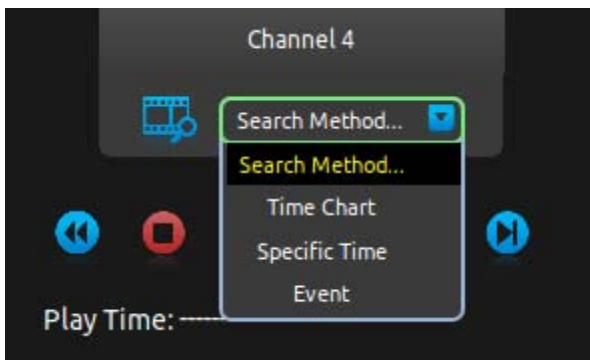 Channel 4
Search Method...
Search Method...
Time Chart
Specific Time
Event
Play Time: ------